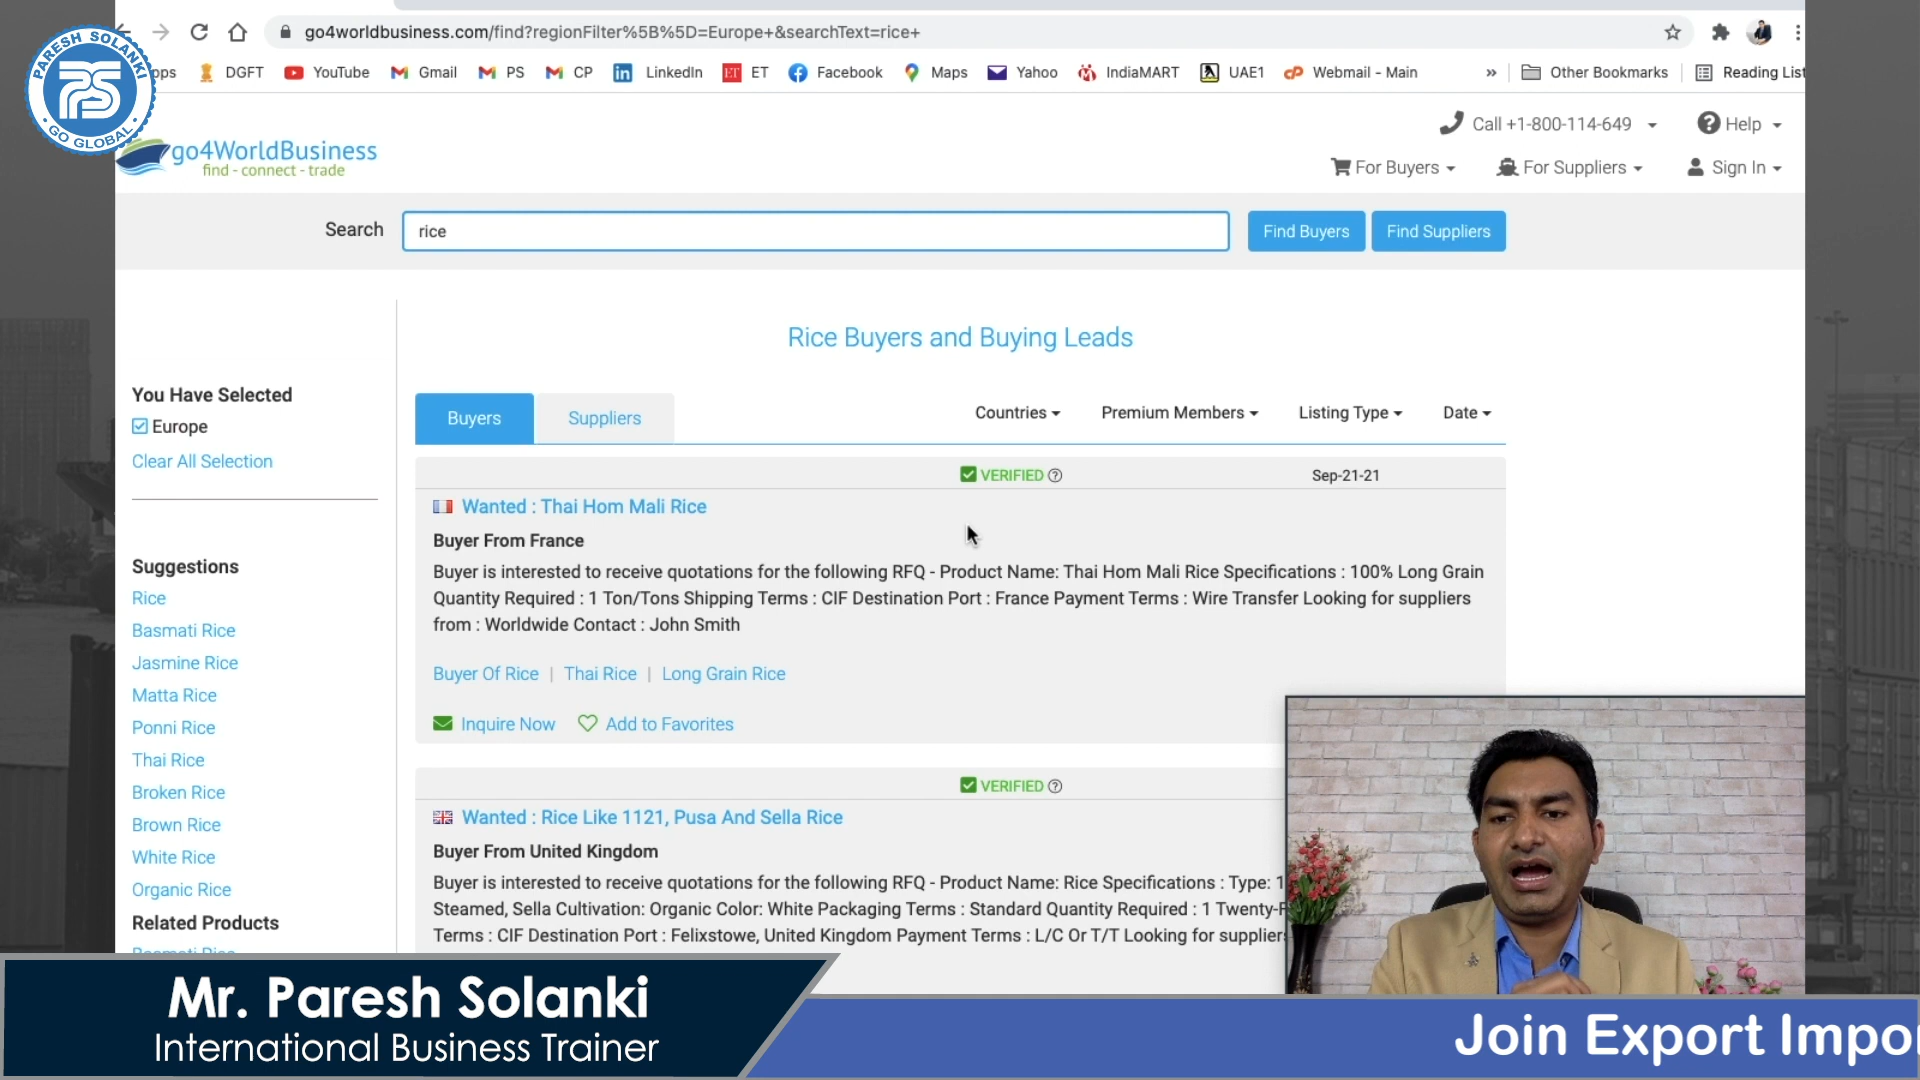 PARESH SOLANKI
PS
GO GLOBAL
go4worldbusiness.com/find?regionFilter%5B%5D=Europe+&searchText=rice+
DGFT
YouTube
Gmail
PS
CP
LinkedIn
ET
Facebook
Maps
Yahoo
IndiaMART
UAE1
Webmail - Main
»
Other Bookmarks
Reading List
go4WorldBusiness
find - connect - trade
Call +1-800-114-649
Help
For Buyers
For Suppliers
Sign In
Search
rice
Find Buyers
Find Suppliers
Rice Buyers and Buying Leads
You Have Selected
Europe
Clear All Selection
Suggestions
Rice
Basmati Rice
Jasmine Rice
Matta Rice
Ponni Rice
Thai Rice
Broken Rice
Brown Rice
White Rice
Organic Rice
Related Products
Buyers
Suppliers
Countries
Premium Members
Listing Type
Date
VERIFIED
Sep-21-21
Wanted : Thai Hom Mali Rice
Buyer From France
Buyer is interested to receive quotations for the following RFQ - Product Name: Thai Hom Mali Rice Specifications : 100% Long Grain
Quantity Required : 1 Ton/Tons Shipping Terms : CIF Destination Port : France Payment Terms : Wire Transfer Looking for suppliers
from : Worldwide Contact : John Smith
Buyer Of Rice | Thai Rice | Long Grain Rice
Inquire Now
Add to Favorites
VERIFIED
Wanted : Rice Like 1121, Pusa And Sella Rice
Buyer From United Kingdom
Buyer is interested to receive quotations for the following RFQ - Product Name: Rice Specifications : Type: 1
Steamed, Sella Cultivation: Organic Color: White Packaging Terms : Standard Quantity Required : 1 Twenty-
Terms : CIF Destination Port : Felixstowe, United Kingdom Payment Terms : L/C Or T/T Looking for suppliers
Mr. Paresh Solanki
International Business Trainer
Join Export Impo